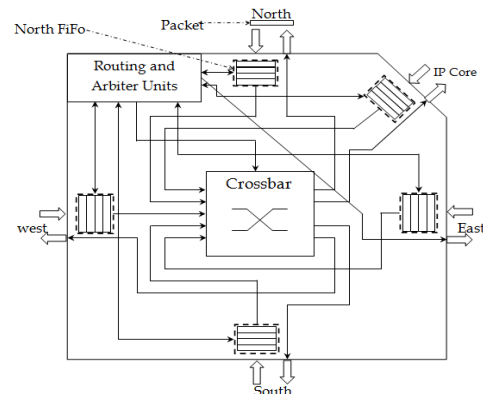 North
Packet
North FiFo
Routing and
Arbiter Units
IP Core
Crossbar
west
East
South